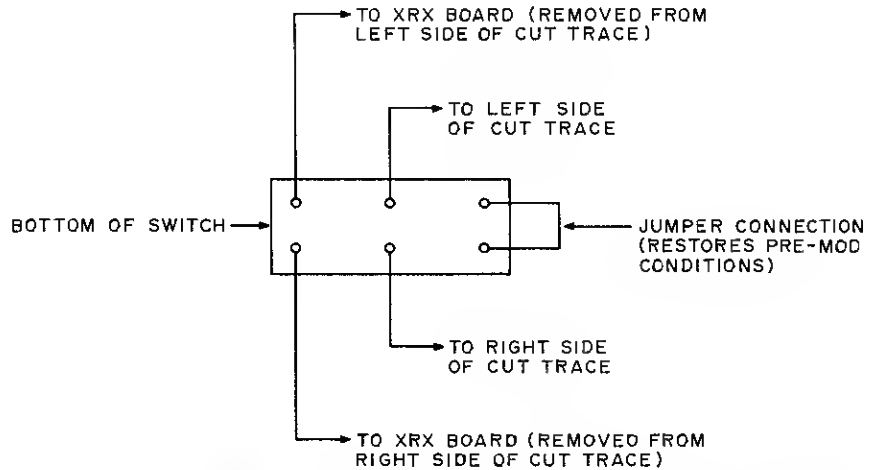 TO XRX BOARD (REMOVED FROM
LEFT SIDE OF CUT TRACE)
TO LEFT SIDE
OF CUT TRACE
BOTTOM OF SWITCH
JUMPER CONNECTION
(RESTORES PRE-MOD
CONDITIONS)
TO RIGHT SIDE
OF CUT TRACE
TO XRX BOARD (REMOVED FROM
RIGHT SIDE OF CUT TRACE)